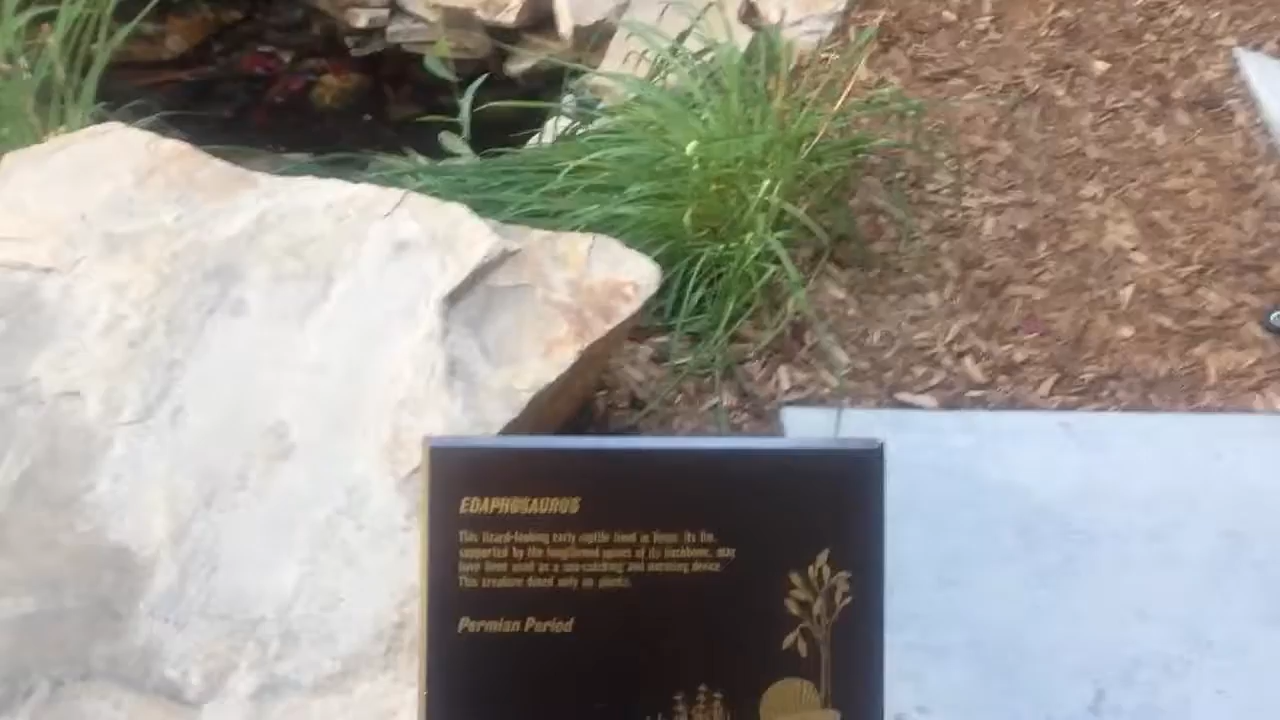 EDAPHOSAURUS
This lizard-looking early reptile lived in Texas. Its fin,
supported by the lengthened spines of its backbone, may
have been used as a sun-catching and warming device.
This creature dined only on plants.
Permian Period